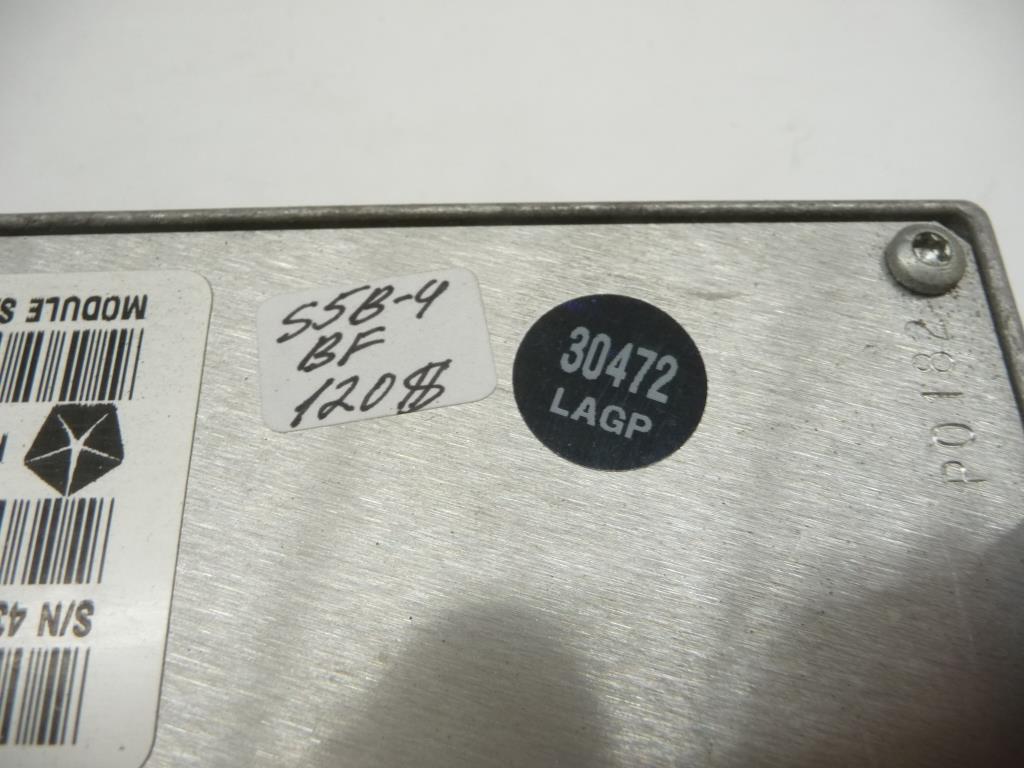 MODULE S
S/N 43
S5B-4
BF
120$
30472
LAGP
P0182